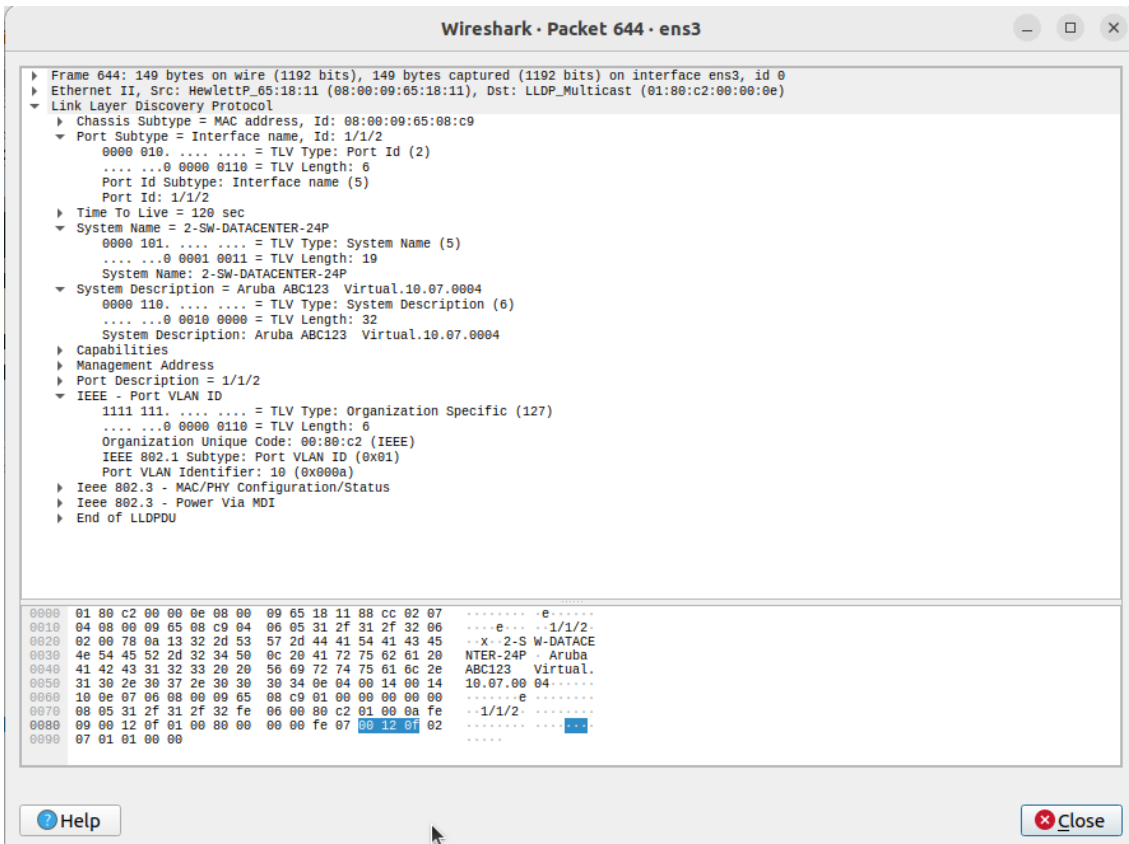 Wireshark · Packet 644 · ens3
Frame 644: 149 bytes on wire (1192 bits), 149 bytes captured (1192 bits) on interface ens3, id 0
Ethernet II, Src: HewlettP_65:18:11 (08:00:09:65:18:11), Dst: LLDP_Multicast (01:80:c2:00:00:0e)
Link Layer Discovery Protocol
Chassis Subtype = MAC address, Id: 08:00:09:65:08:c9
Port Subtype = Interface name, Id: 1/1/2
0000 010. .... .... = TLV Type: Port Id (2)
.... ...0 0000 0110 = TLV Length: 6
Port Id Subtype: Interface name (5)
Port Id: 1/1/2
Time To Live = 120 sec
System Name = 2-SW-DATACENTER-24P
0000 101. .... .... = TLV Type: System Name (5)
.... ...0 0001 0011 = TLV Length: 19
System Name: 2-SW-DATACENTER-24P
System Description = Aruba ABC123  Virtual.10.07.0004
0000 110. .... .... = TLV Type: System Description (6)
.... ...0 0010 0000 = TLV Length: 32
System Description: Aruba ABC123  Virtual.10.07.0004
Capabilities
Management Address
Port Description = 1/1/2
IEEE - Port VLAN ID
1111 111. .... .... = TLV Type: Organization Specific (127)
.... ...0 0000 0110 = TLV Length: 6
Organization Unique Code: 00:80:c2 (IEEE)
IEEE 802.1 Subtype: Port VLAN ID (0x01)
Port VLAN Identifier: 10 (0x000a)
Ieee 802.3 - MAC/PHY Configuration/Status
Ieee 802.3 - Power Via MDI
End of LLDPDU
0000 01 80 c2 00 00 0e 08 00 09 65 18 11 88 cc 02 07 ········ ·e······
0010 04 08 00 09 65 08 c9 04 06 05 31 2f 31 2f 32 06 ····e··· ··1/1/2·
0020 02 00 78 0a 13 32 2d 53 57 2d 44 41 54 41 43 45 ··x··2-S W-DATACE
0030 4e 54 45 52 2d 32 34 50 0c 20 41 72 75 62 61 20 NTER-24P · Aruba
0040 41 42 43 31 32 33 20 20 56 69 72 74 75 61 6c 2e ABC123   Virtual.
0050 31 30 2e 30 37 2e 30 30 30 34 0e 04 00 14 00 14 10.07.00 04······
0060 10 0e 07 06 08 00 09 65 08 c9 01 00 00 00 00 00 ·······e ········
0070 08 05 31 2f 31 2f 32 fe 06 00 80 c2 01 00 0a fe ··1/1/2· ········
0080 09 00 12 0f 01 00 80 00 00 00 fe 07 00 12 0f 02 ········ ········
0090 07 01 01 00 00 ·····
Help
Close